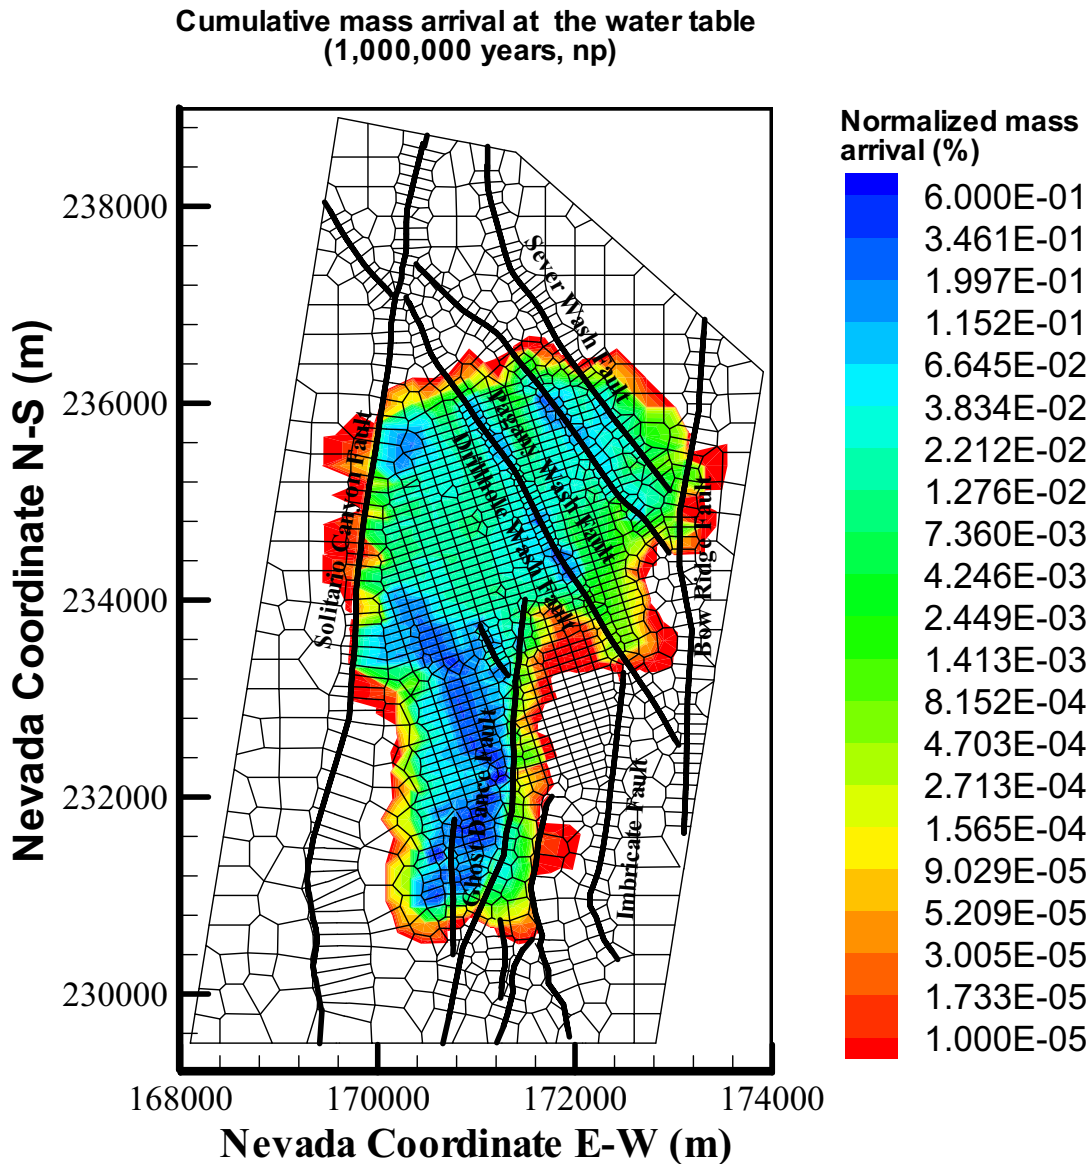 Cumulative mass arrival at the water table
(1,000,000 years, np)
Normalized mass
arrival (%)
6.000E-01
3.461E-01
1.997E-01
1.152E-01
6.645E-02
3.834E-02
2.212E-02
1.276E-02
7.360E-03
4.246E-03
2.449E-03
1.413E-03
8.152E-04
4.703E-04
2.713E-04
1.565E-04
9.029E-05
5.209E-05
3.005E-05
1.733E-05
1.000E-05
Nevada Coordinate N-S (m)
238000
236000
234000
232000
230000
Sever Wash Fault
Pagany Wash Fault
Drillhole Wash Fault
Solitario Canyon Fault
Bow Ridge Fault
Ghost Dance Fault
Imbricate Fault
168000
170000
172000
174000
Nevada Coordinate E-W (m)